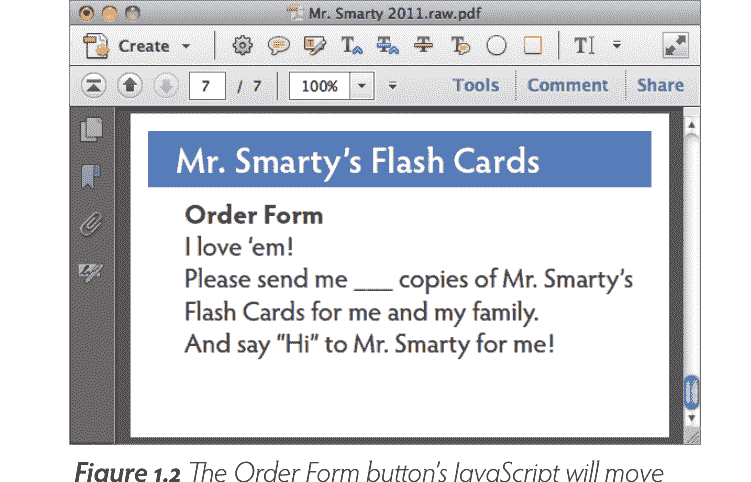 Mr. Smarty 2011.raw.pdf
Create
7 / 7 100% Tools Comment Share
Mr. Smarty's Flash Cards
Order Form
I love 'em!
Please send me ___ copies of Mr. Smarty's
Flash Cards for me and my family.
And say "Hi" to Mr. Smarty for me!
Figure 1.2 The Order Form button's JavaScript will move